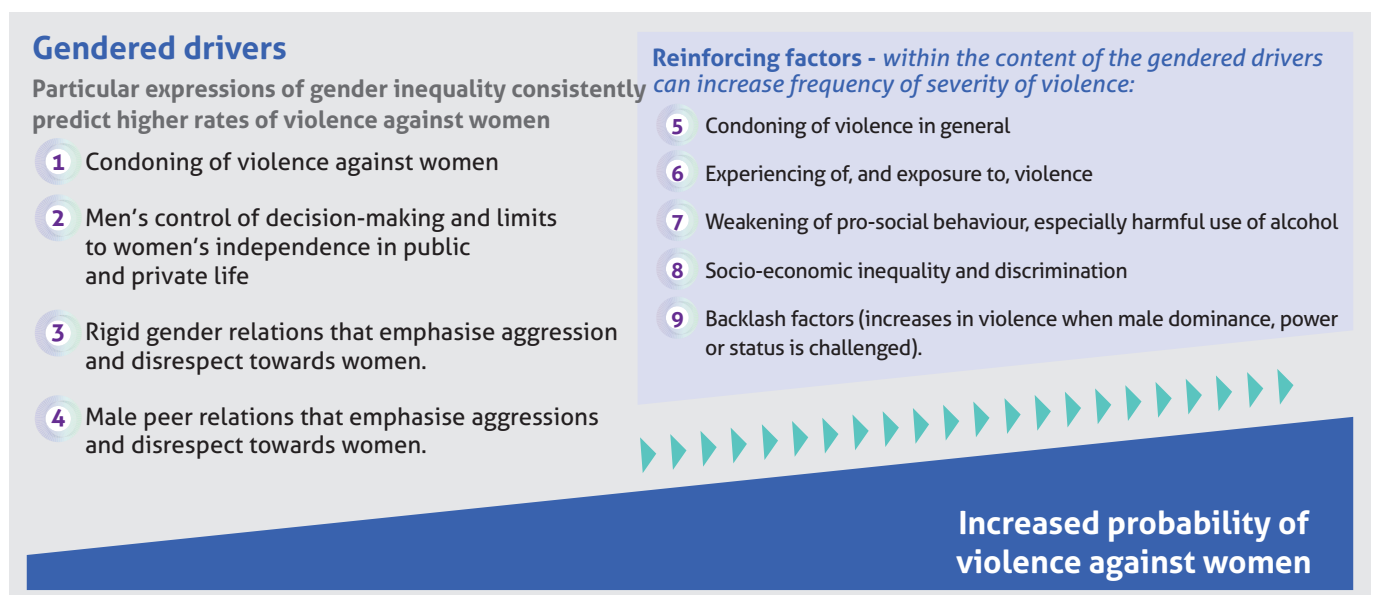 Gendered drivers
Particular expressions of gender inequality consistently
predict higher rates of violence against women
1 Condoning of violence against women
2 Men’s control of decision-making and limits
to women’s independence in public
and private life
3 Rigid gender relations that emphasise aggression
and disrespect towards women.
4 Male peer relations that emphasise aggressions
and disrespect towards women.
Reinforcing factors - within the content of the gendered drivers
can increase frequency of severity of violence:
5 Condoning of violence in general
6 Experiencing of, and exposure to, violence
7 Weakening of pro-social behaviour, especially harmful use of alcohol
8 Socio-economic inequality and discrimination
9 Backlash factors (increases in violence when male dominance, power
or status is challenged).
Increased probability of
violence against women